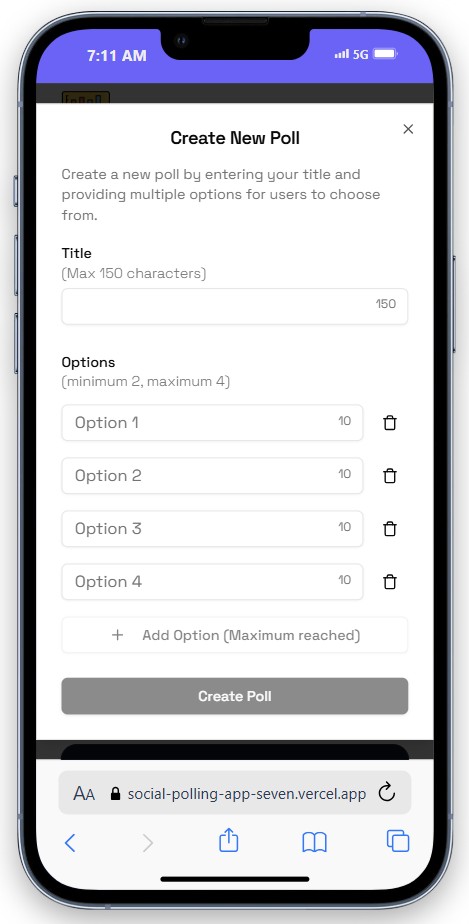 7:11 AM 5G
Create New Poll
Create a new poll by entering your title and
providing multiple options for users to choose
from.
Title
(Max 150 characters)
150
Options
(minimum 2, maximum 4)
Option 1 10
Option 2 10
Option 3 10
Option 4 10
+ Add Option (Maximum reached)
Create Poll
AA social-polling-app-seven.vercel.app